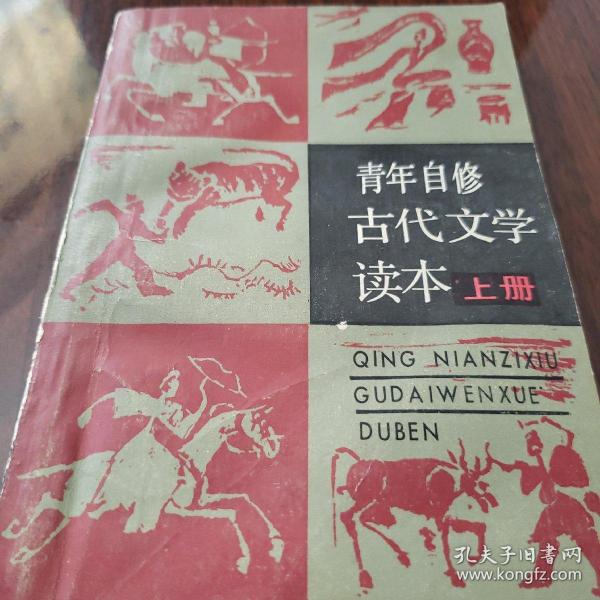 青年自修
古代文学
读本 上册
QING NIANZIXIU
GUDAIWENXUE
DUBEN
孔夫子旧书网
www.kongfz.com